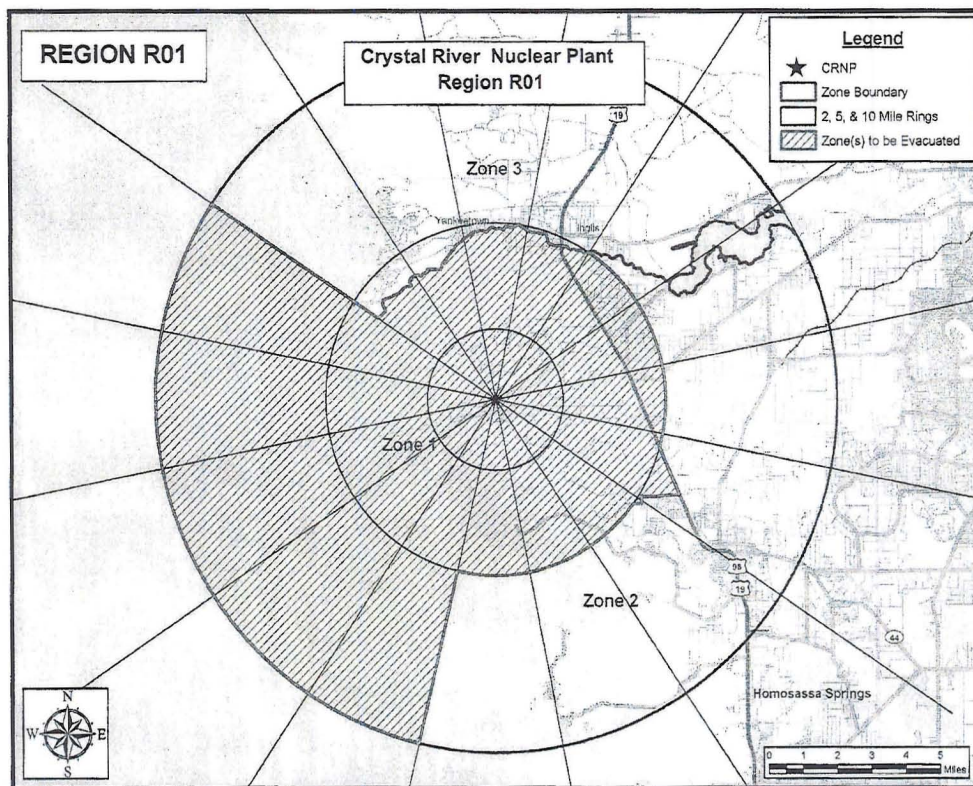 REGION R01
Crystal River Nuclear Plant
Region R01
Legend
CRNP
Zone Boundary
2, 5, & 10 Mile Rings
Zone(s) to be Evacuated
19
Zone 3
Yankeetown
Inglis
Zone 1
Zone 2
98
19
44
Homosassa Springs
N
W E
S
0 1 2 3 4 5
Miles